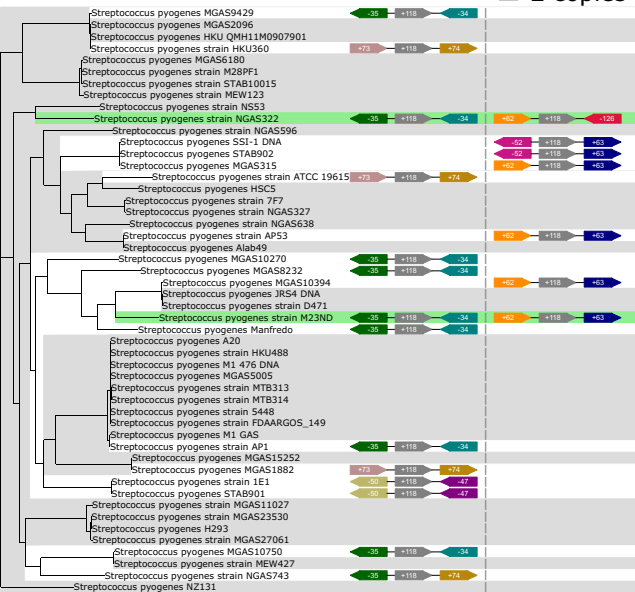 Streptococcus pyogenes MGAS9429 -35 +118 -34
Streptococcus pyogenes MGAS2096
Streptococcus pyogenes HKU QMH11M0907901
Streptococcus pyogenes strain HKU360 +73 +118 +74
Streptococcus pyogenes MGAS6180
Streptococcus pyogenes strain M28PF1
Streptococcus pyogenes STAB10015
Streptococcus pyogenes strain MEW123
Streptococcus pyogenes strain NS53
Streptococcus pyogenes strain NGAS322 -35 +118 -34 +62 +118 -126
Streptococcus pyogenes strain NGAS596
Streptococcus pyogenes SSI-1 DNA -52 +118 +63
Streptococcus pyogenes STAB902 -52 +118 +63
Streptococcus pyogenes MGAS315 +62 +118 +63
Streptococcus pyogenes strain ATCC 19615 +73 +118 +74
Streptococcus pyogenes HSC5
Streptococcus pyogenes strain 7F7
Streptococcus pyogenes strain NGAS327
Streptococcus pyogenes strain NGAS638
Streptococcus pyogenes strain AP53 +62 +118 +63
Streptococcus pyogenes Alab49
Streptococcus pyogenes MGAS10270 -35 +118 -34
Streptococcus pyogenes MGAS8232 -35 +118 -34
Streptococcus pyogenes MGAS10394 +62 +118 +63
Streptococcus pyogenes JRS4 DNA
Streptococcus pyogenes strain D471
Streptococcus pyogenes strain M23ND -35 +118 -34 +62 +118 +63
Streptococcus pyogenes Manfredo -35 +118 -34
Streptococcus pyogenes A20
Streptococcus pyogenes strain HKU488
Streptococcus pyogenes M1 476 DNA
Streptococcus pyogenes MGAS5005
Streptococcus pyogenes strain MTB313
Streptococcus pyogenes strain MTB314
Streptococcus pyogenes strain 5448
Streptococcus pyogenes strain FDAARGOS_149
Streptococcus pyogenes M1 GAS
Streptococcus pyogenes strain AP1 -35 +118 -34
Streptococcus pyogenes MGAS15252
Streptococcus pyogenes MGAS1882 +73 +118 +74
Streptococcus pyogenes strain 1E1 -50 +118 -47
Streptococcus pyogenes STAB901 -50 +118 -47
Streptococcus pyogenes strain MGAS11027
Streptococcus pyogenes strain MGAS23530
Streptococcus pyogenes H293
Streptococcus pyogenes strain MGAS27061
Streptococcus pyogenes MGAS10750 -35 +118 -34
Streptococcus pyogenes strain MEW427
Streptococcus pyogenes strain NGAS743 -35 +118 +74
Streptococcus pyogenes NZ131